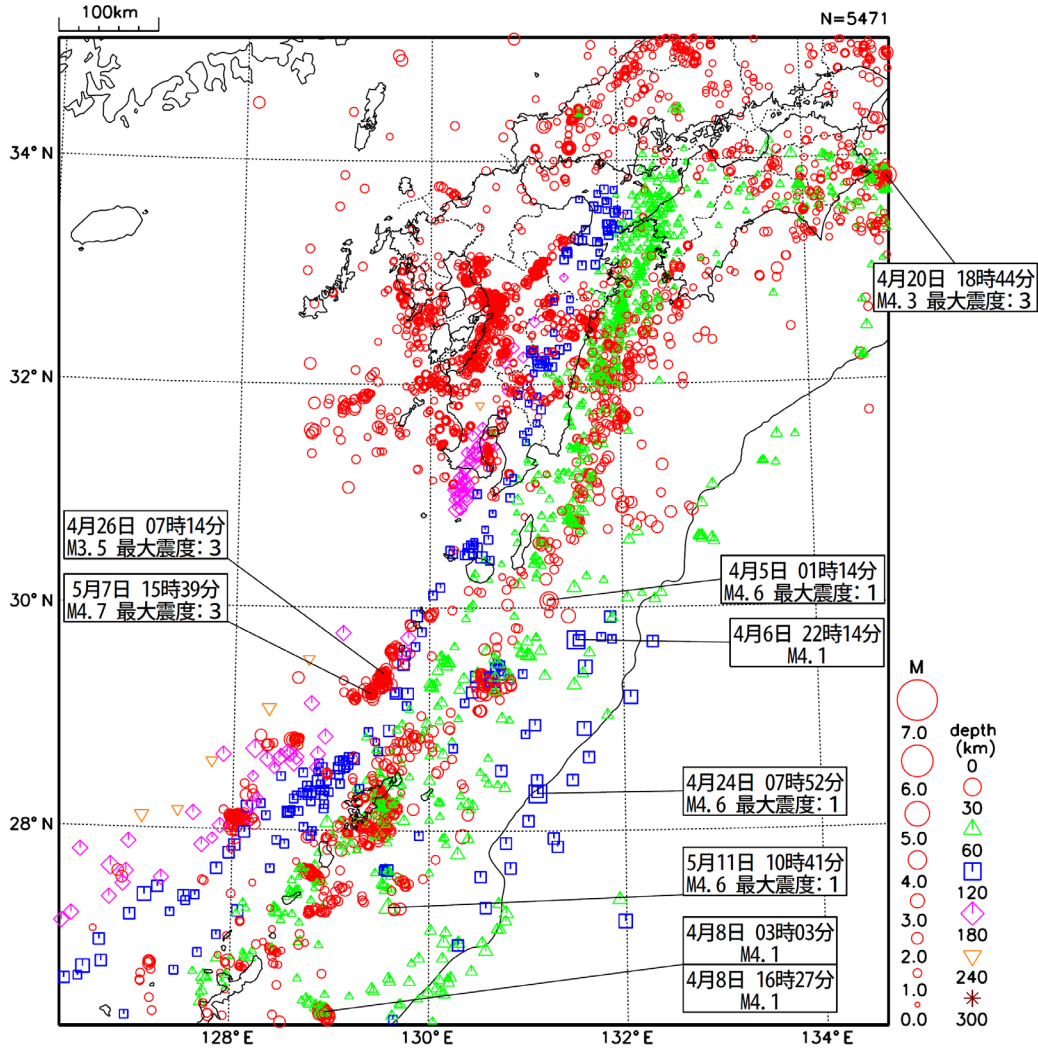 100km
N=5471
34°N
32°N
30°N
28°N
128°E
130°E
132°E
134°E
4月20日 18時44分
M4.3 最大震度:3
4月26日 07時14分
M3.5 最大震度:3
5月7日 15時39分
M4.7 最大震度:3
4月5日 01時14分
M4.6 最大震度:1
4月6日 22時14分
M4.1
4月24日 07時52分
M4.6 最大震度:1
5月11日 10時41分
M4.6 最大震度:1
4月8日 03時03分
M4.1
4月8日 16時27分
M4.1
M
7.0
6.0
5.0
4.0
3.0
2.0
1.0
0.0
depth
(km)
0
30
60
120
180
240
300